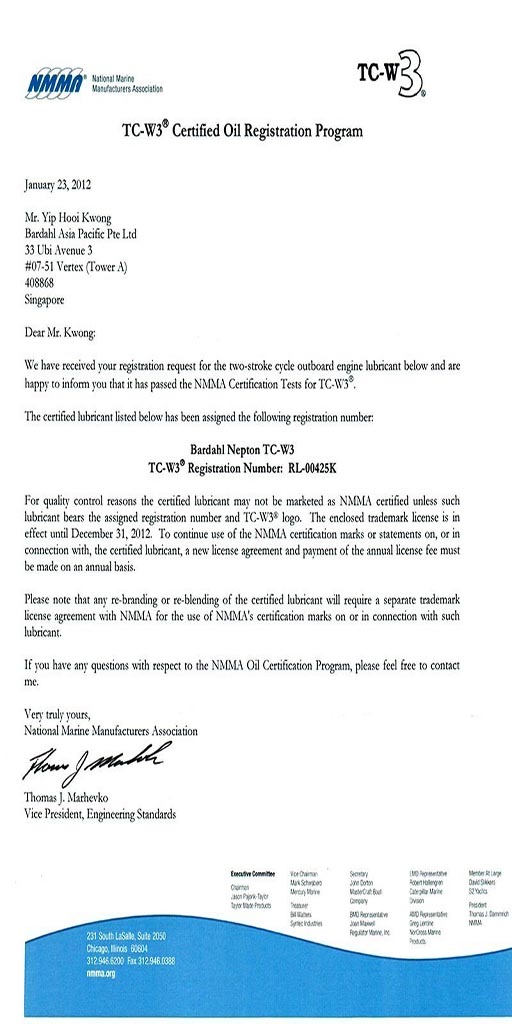 NMMA® National Marine
Manufacturers Association
TC-W3®
TC-W3® Certified Oil Registration Program
January 23, 2012
Mr. Yip Hooi Kwong
Bardahl Asia Pacific Pte Ltd
33 Ubi Avenue 3
#07-51 Vertex (Tower A)
408868
Singapore
Dear Mr. Kwong:
We have received your registration request for the two-stroke cycle outboard engine lubricant below and are
happy to inform you that it has passed the NMMA Certification Tests for TC-W3®.
The certified lubricant listed below has been assigned the following registration number:
Bardahl Nepton TC-W3
TC-W3® Registration Number: RL-00425K
For quality control reasons the certified lubricant may not be marketed as NMMA certified unless such
lubricant bears the assigned registration number and TC-W3® logo. The enclosed trademark license is in
effect until December 31, 2012. To continue use of the NMMA certification marks or statements on, or in
connection with, the certified lubricant, a new license agreement and payment of the annual license fee must
be made on an annual basis.
Please note that any re-branding or re-blending of the certified lubricant will require a separate trademark
license agreement with NMMA for the use of NMMA's certification marks on or in connection with such
lubricant.
If you have any questions with respect to the NMMA Oil Certification Program, please feel free to contact
me.
Very truly yours,
National Marine Manufacturers Association
Thomas J. Marhevko
Vice President, Engineering Standards
Executive Committee
Chairman
Jason Pajonk-Taylor
Taylor Made Products
Vice Chairman
Mark Schwabero
Mercury Marine
Treasurer
Bill Watters
Syntec Industries
Secretary
John Dorton
MasterCraft Boat
Company
BMD Representative
Joan Maxwell
Regulator Marine, Inc.
EMD Representative
Robert Hallengren
Caterpillar Marine
Division
AMD Representative
Greg Lentine
NorCross Marine
Products
Member At Large
David Slikkers
S2 Yachts
President
Thomas J. Dammrich
NMMA
231 South LaSalle, Suite 2050
Chicago, Illinois 60604
312.946.6200 Fax 312.946.0388
nmma.org